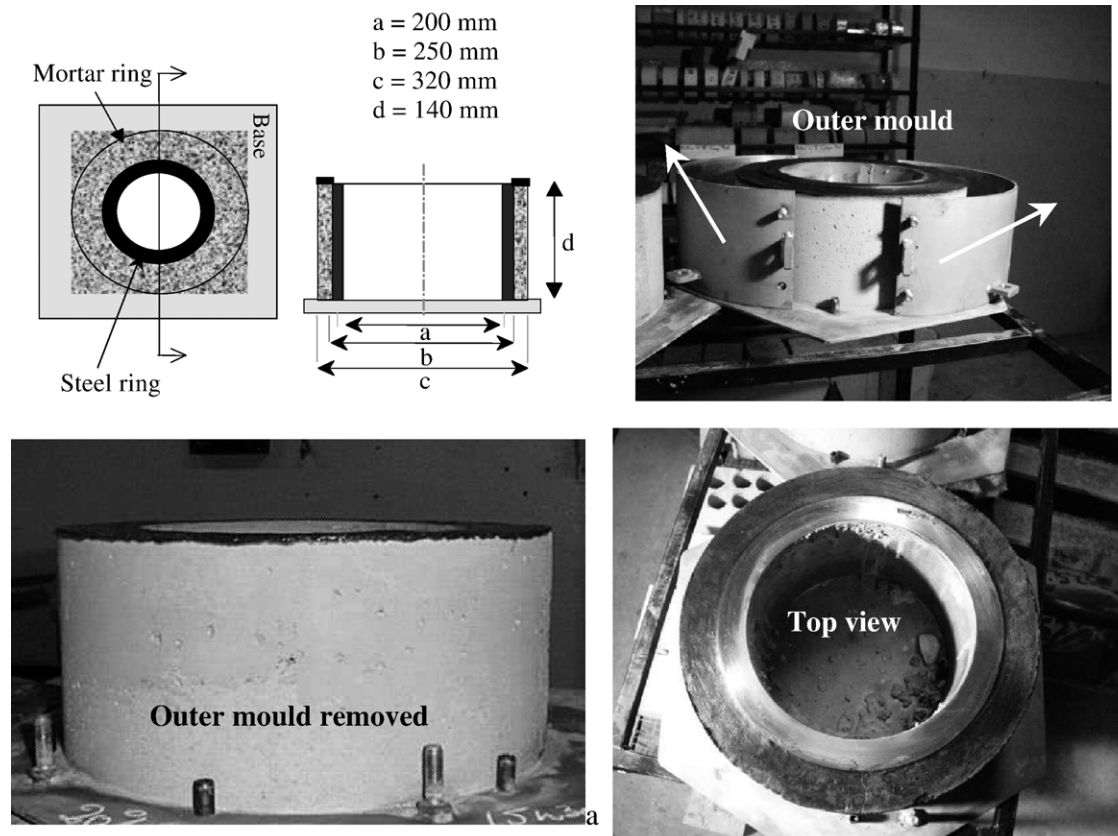 a = 200 mm
b = 250 mm
c = 320 mm
d = 140 mm
Mortar ring
Base
Steel ring
d
a
b
c
Outer mould
Outer mould removed
a
Top view